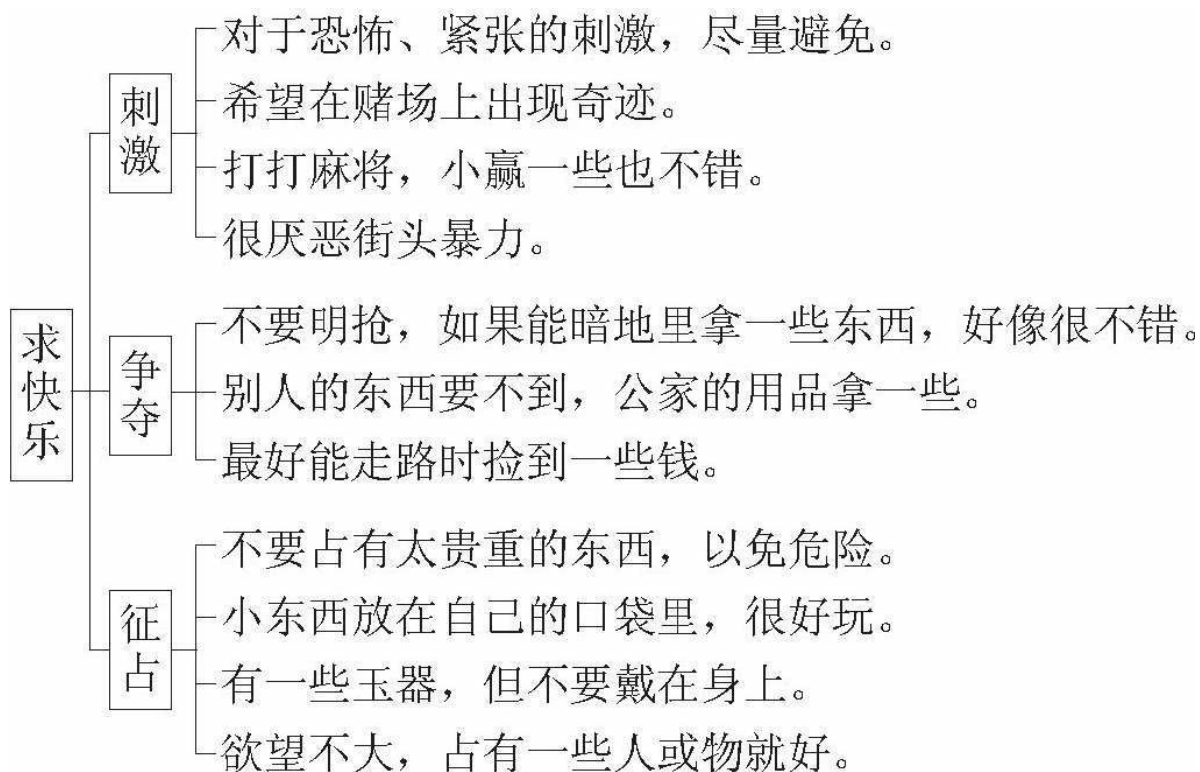 求快乐
刺激
对于恐怖、紧张的刺激，尽量避免。
希望在赌场上出现奇迹。
打打麻将，小赢一些也不错。
很厌恶街头暴力。
争夺
不要明抢，如果能暗地里拿一些东西，好像很不错。
别人的东西要不到，公家的用品拿一些。
最好能走路时捡到一些钱。
征占
不要占有太贵重的东西，以免危险。
小东西放在自己的口袋里，很好玩。
有一些玉器，但不要戴在身上。
欲望不大，占有一些人或物就好。